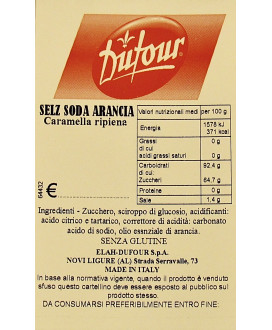 Dufour
SELZ SODA ARANCIA
Caramella ripiena
Valori nutrizionali medi per 100 g
Energia 1578 kJ
371 kcal
Grassi 0 g
di cui
acidi grassi saturi 0 g
Carboidrati 92,4 g
di cui
Zuccheri 64,7 g
Proteine 0 g
Sale 1,4 g
64432
€
Ingredienti - Zucchero, sciroppo di glucosio, acidificanti:
acido citrico e tartarico, correttore di acidità: carbonato
acido di sodio, olio essnziale di arancia.
SENZA GLUTINE
ELAH-DUFOUR S.p.A.
NOVI LIGURE (AL) Strada Serravalle, 73
MADE IN ITALY
In base alla normativa vigente, quando il prodotto è venduto
sfuso questo cartellino deve essere esposto al pubblico sul
prodotto stesso.
DA CONSUMARSI PREFERIBILMENTE ENTRO FINE: